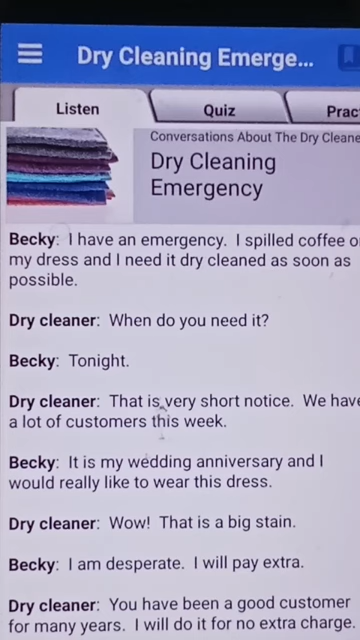 Dry Cleaning Emerge...
Listen
Quiz
Conversations About The Dry
Dry Cleaning
Emergency
Becky: I have an emergency. I spilled coffee
my dress and I need it dry cleaned as soon as
possible.
Dry cleaner: When do you need it?
Becky: Tonight.
Dry cleaner: That is very short notice. We
a lot of customers this week.
Becky: It is my wedding anniversary and I
would really like to wear this dress.
Dry cleaner: Wow! That is a big stain.
Becky: I am desperate. I will pay extra.
Dry cleaner: You have been a good customer
for many years. I will do it for no extra charge.